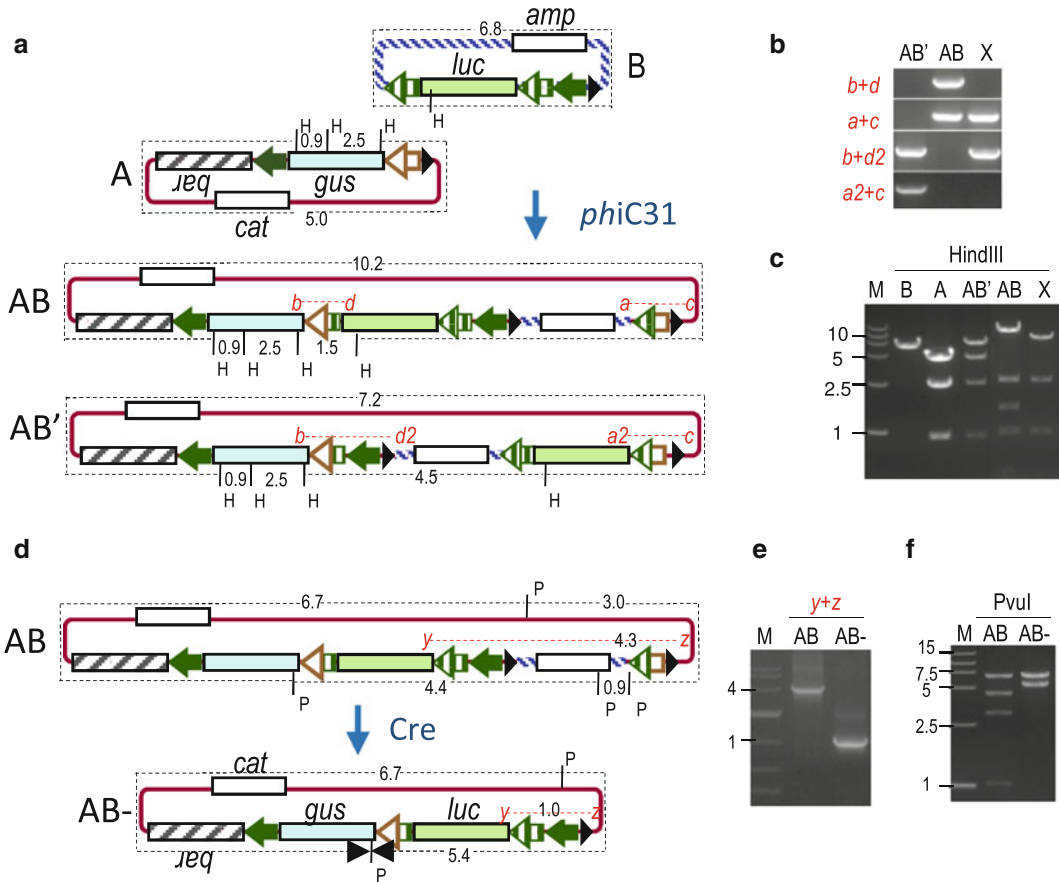 a
6.8
amp
luc
B
H
H
H
H
0.9
2.5
A
bar
gus
cat
5.0
phiC31
10.2
AB
b
d
a
c
0.9
2.5
1.5
H
H
H
H
7.2
AB'
b
d2
a2
c
0.9
2.5
4.5
H
H
H
H
b
AB' AB X
b+d
a+c
b+d2
a2+c
c
HindIII
M B A AB' AB X
10
5
2.5
1
d
6.7
P
3.0
AB
y
4.3
z
P
4.4
0.9
P
P
Cre
cat
6.7
P
AB-
gus
luc
y
1.0
z
bar
5.4
P
e
y+z
M AB AB-
4
1
f
PvuI
M AB AB-
15
7.5
5
2.5
1